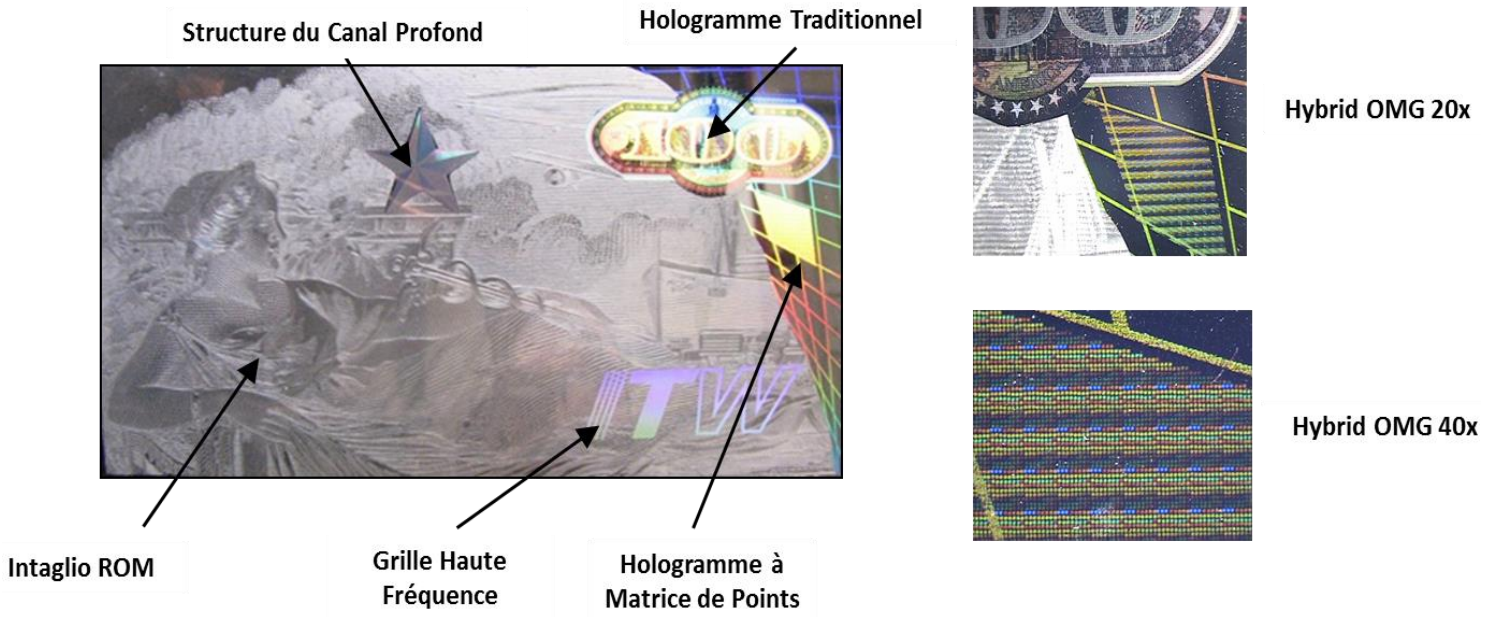 Structure du Canal Profond
Hologramme Traditionnel
ITW
Intaglio ROM
Grille Haute
Fréquence
Hologramme à
Matrice de Points
Hybrid OMG 20x
Hybrid OMG 40x